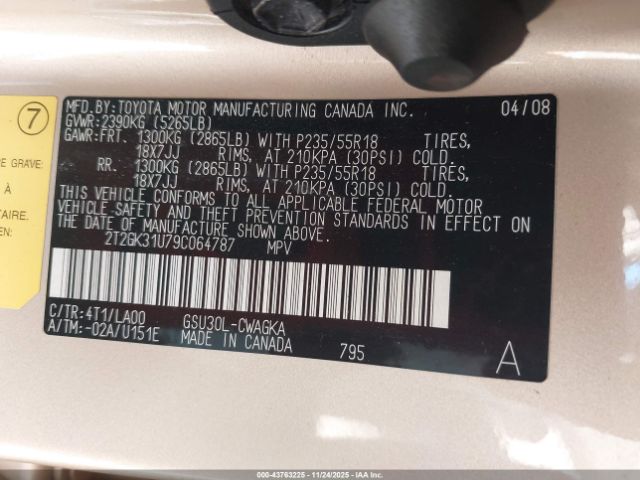 7
E GRAVE:
À
AIRE.
EN:
MFD.BY:TOYOTA MOTOR MANUFACTURING CANADA INC. 04/08
GVWR:2390KG (5265LB)
GAWR:FRT. 1300KG (2865LB) WITH P235/55R18 TIRES,
18X7JJ RIMS, AT 210KPA (30PSI) COLD.
RR. 1300KG (2865LB) WITH P235/55R18 TIRES,
18X7JJ RIMS, AT 210KPA (30PSI) COLD.
THIS VEHICLE CONFORMS TO ALL APPLICABLE FEDERAL MOTOR
VEHICLE SAFETY AND THEFT PREVENTION STANDARDS IN EFFECT ON
THE DATE OF MANUFACTURE SHOWN ABOVE.
2T2GK31U79C064787 MPV
C/TR:4T1/LA00 GSU30L-CWAGKA
A/TM:-02A/U151E MADE IN CANADA 795
A
000-43763225 - 11/24/2025 - IAA, Inc.